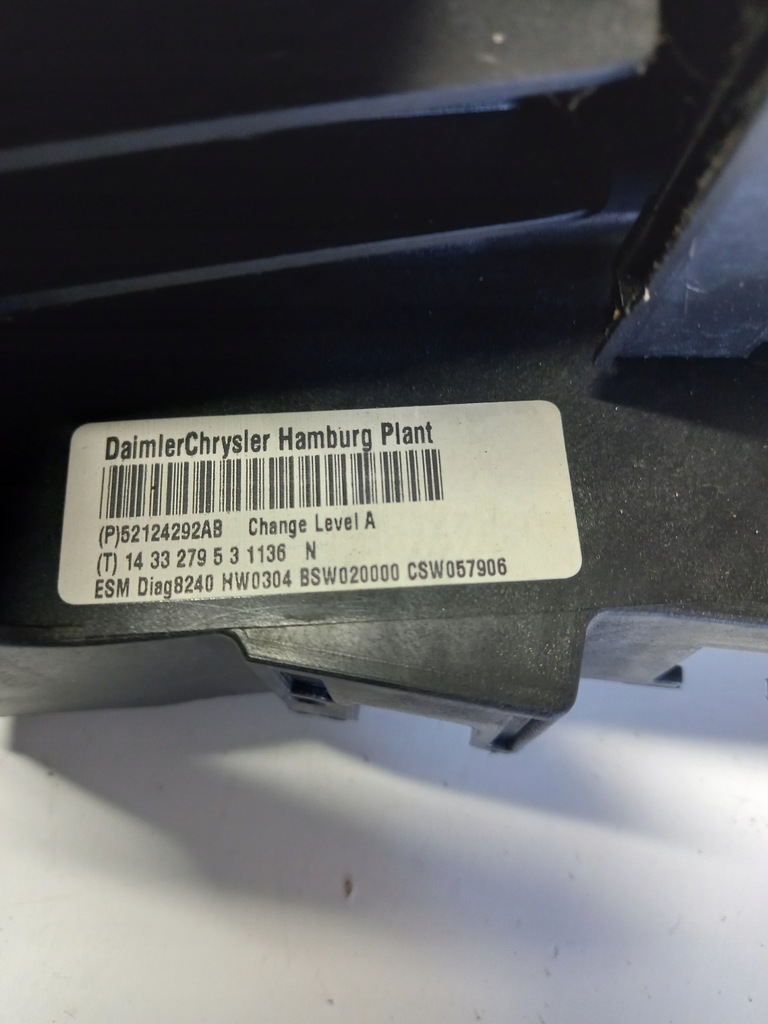 DaimlerChrysler Hamburg Plant
(P)52124292AB Change Level A
(T) 14 33 279 5 3 1136 N
ESM Diag8240 HW0304 BSW020000 CSW057906